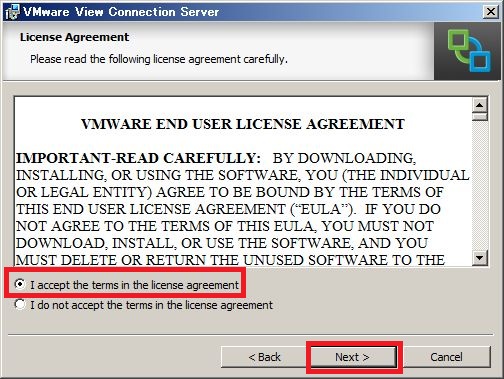 VMware View Connection Server
License Agreement
Please read the following license agreement carefully.
VMWARE END USER LICENSE AGREEMENT
IMPORTANT-READ CAREFULLY: BY DOWNLOADING,
INSTALLING, OR USING THE SOFTWARE, YOU (THE INDIVIDUAL
OR LEGAL ENTITY) AGREE TO BE BOUND BY THE TERMS OF
THIS END USER LICENSE AGREEMENT (“EULA”). IF YOU DO
NOT AGREE TO THE TERMS OF THIS EULA, YOU MUST NOT
DOWNLOAD, INSTALL, OR USE THE SOFTWARE, AND YOU
MUST DELETE OR RETURN THE UNUSED SOFTWARE TO THE
I accept the terms in the license agreement
I do not accept the terms in the license agreement
< Back Next > Cancel